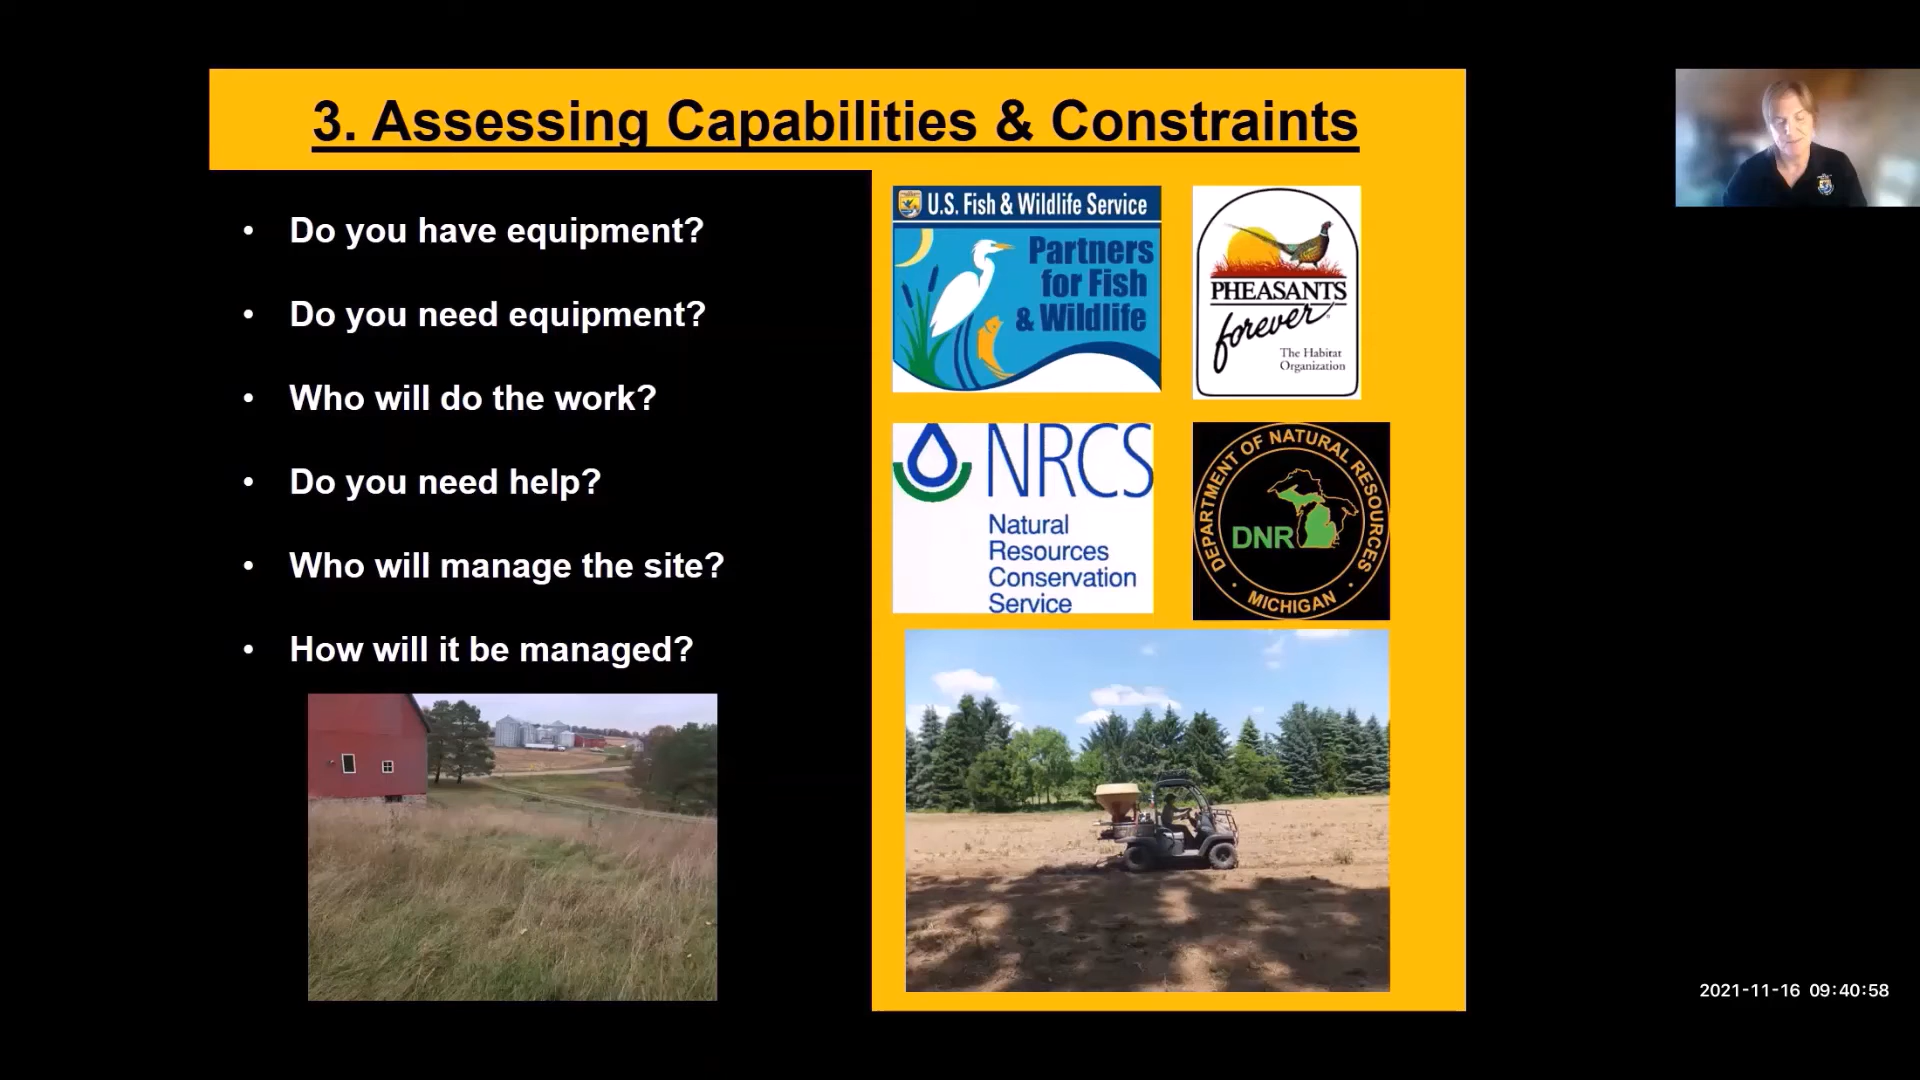 3. Assessing Capabilities & Constraints
• Do you have equipment?
• Do you need equipment?
• Who will do the work?
• Do you need help?
• Who will manage the site?
• How will it be managed?
U.S. Fish & Wildlife Service
Partners
for Fish
& Wildlife
PHEASANTS
forever
The Habitat
Organization
NRCS
Natural
Resources
Conservation
Service
DEPARTMENT OF NATURAL RESOURCES
DNR
• MICHIGAN •
2021-11-16 09:40:58